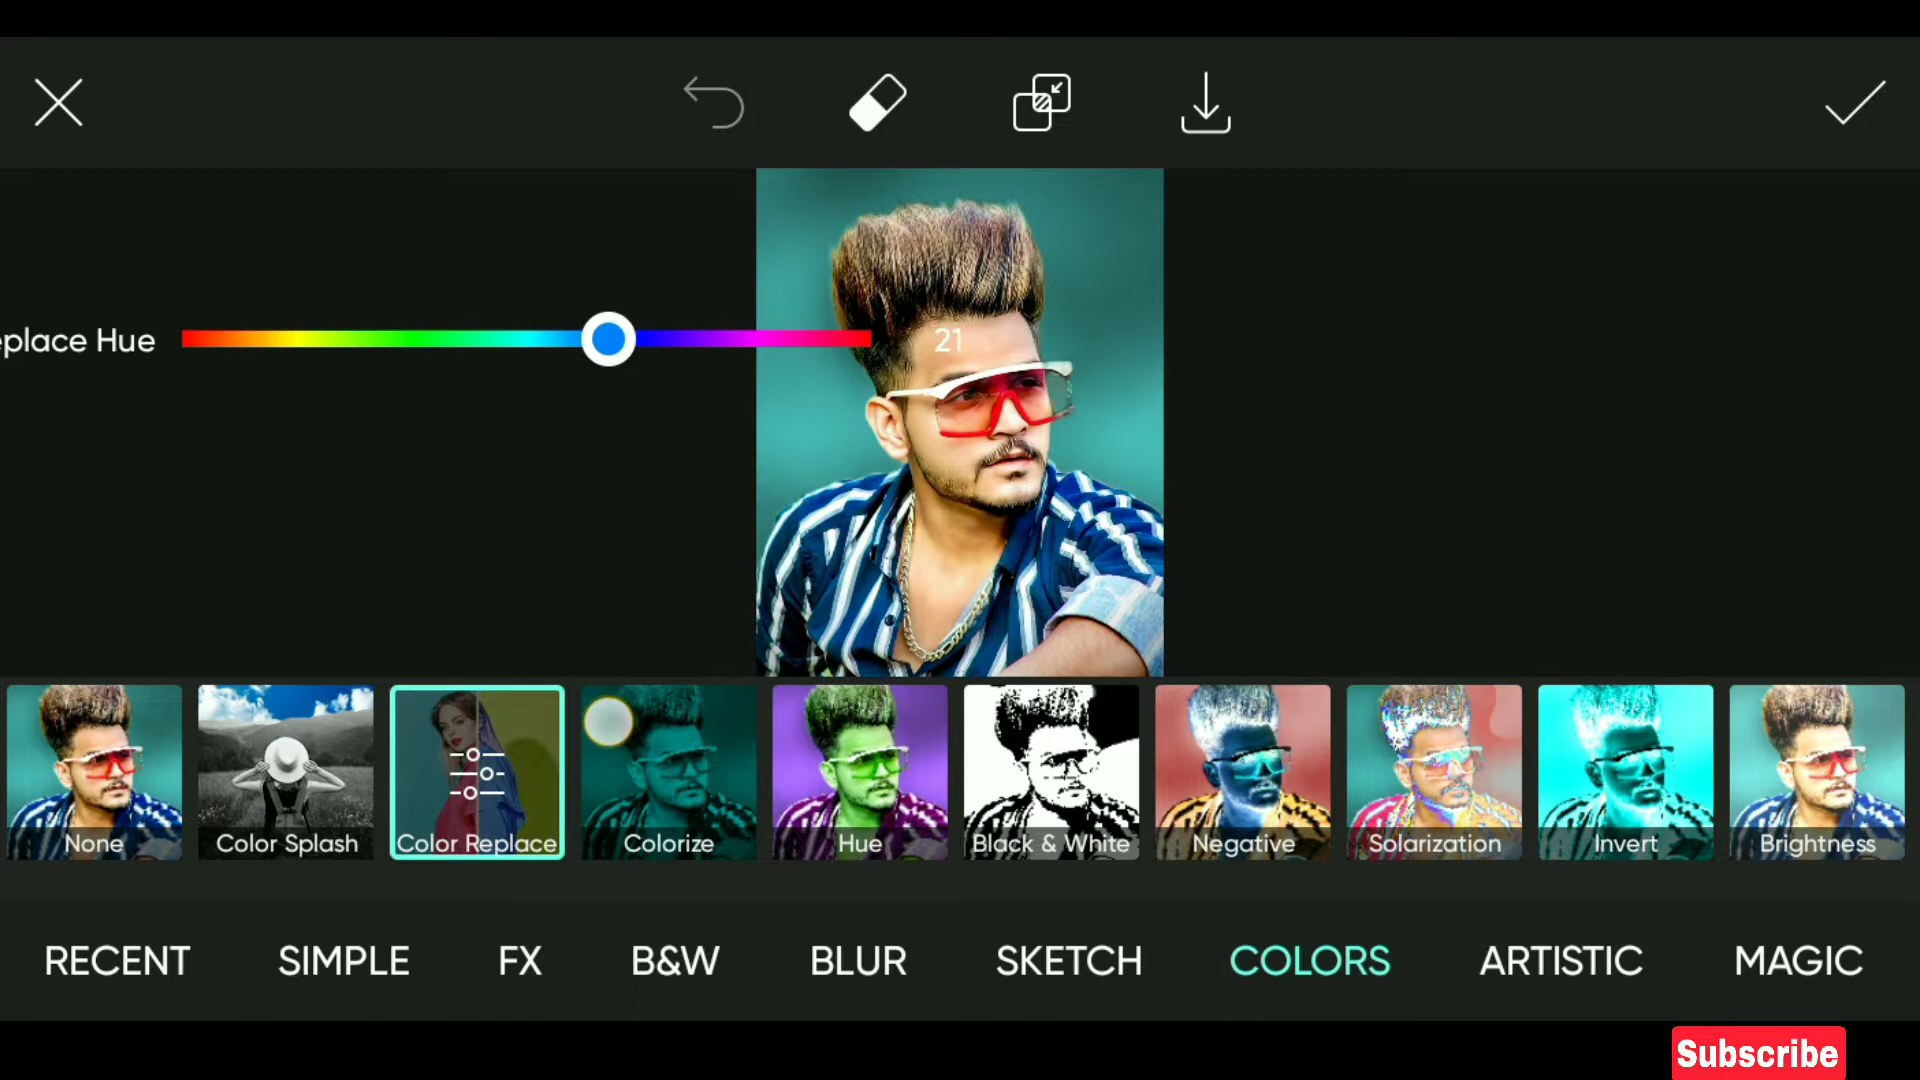 eplace Hue
21
None
Color Splash
Color Replace
Colorize
Hue
Black & White
Negative
Solarization
Invert
Brightness
RECENT SIMPLE FX B&W BLUR SKETCH COLORS ARTISTIC MAGIC
Subscribe